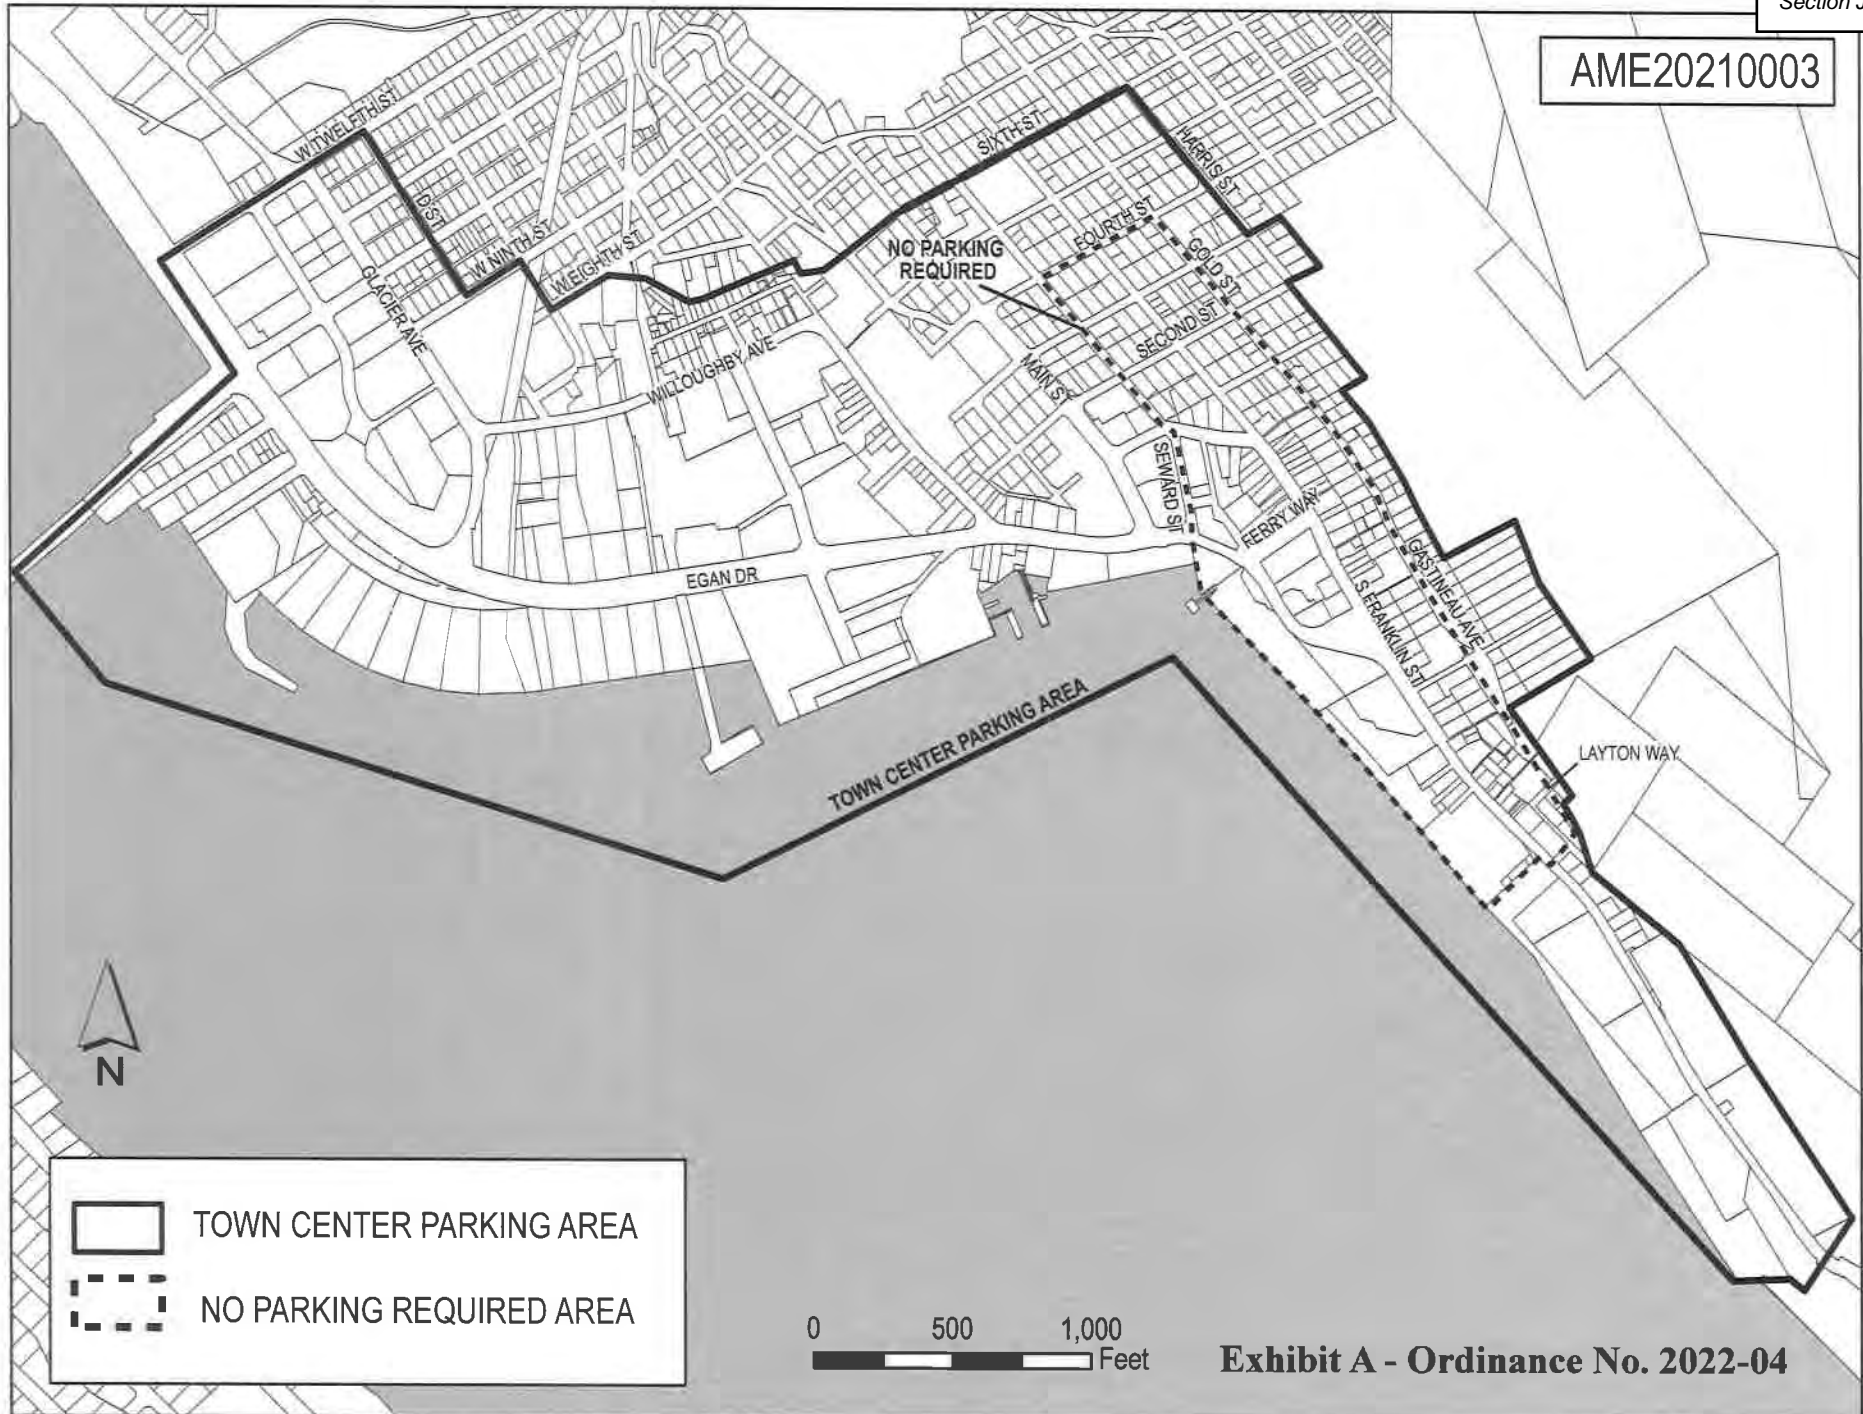 Section J
AME20210003
W TWELFTH ST
D ST
W NINTH ST
W EIGHTH ST
GLACIER AVE
WILLOUGHBY AVE
SIXTH ST
HARRIS ST
FOURTH ST
NO PARKING
REQUIRED
GOLD ST
SECOND ST
MAIN ST
SEWARD ST
FERRY WAY
EGAN DR
GASTINEAU AVE
S FRANKLIN ST
LAYTON WAY
TOWN CENTER PARKING AREA
N
TOWN CENTER PARKING AREA
NO PARKING REQUIRED AREA
0 500 1,000
Feet
Exhibit A - Ordinance No. 2022-04